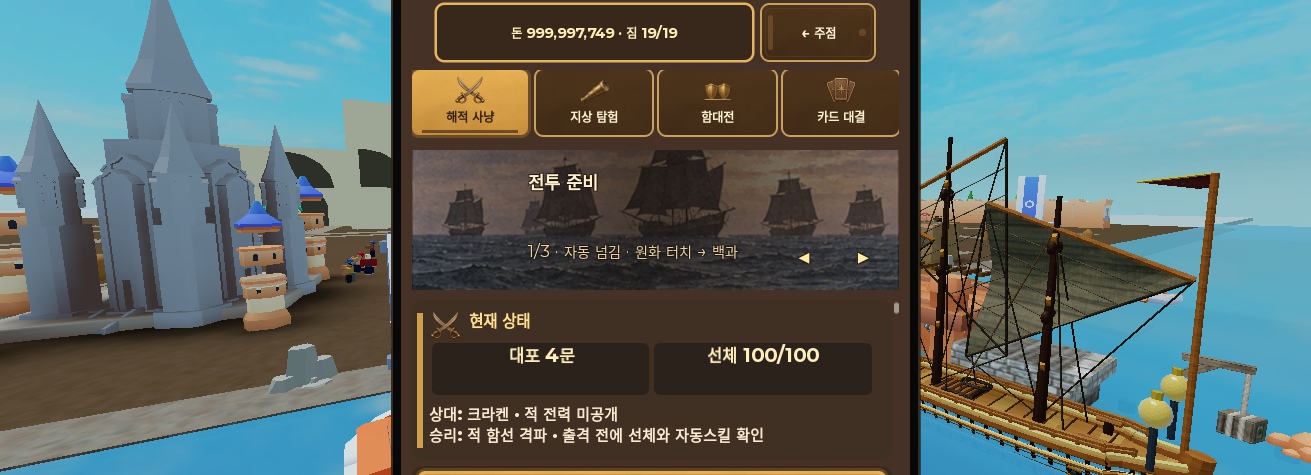 돈 999,997,749 · 짐 19/19
← 주점
해적 사냥
지상 탐험
함대전
카드 대결
전투 준비
1/3 · 자동 넘김 · 원화 터치 → 백과
◀ ▶
현재 상태
대포 4문
선체 100/100
상대: 크라켄 • 적 전력 미공개
승리: 적 함선 격파 • 출격 전에 선체와 자동스킬 확인